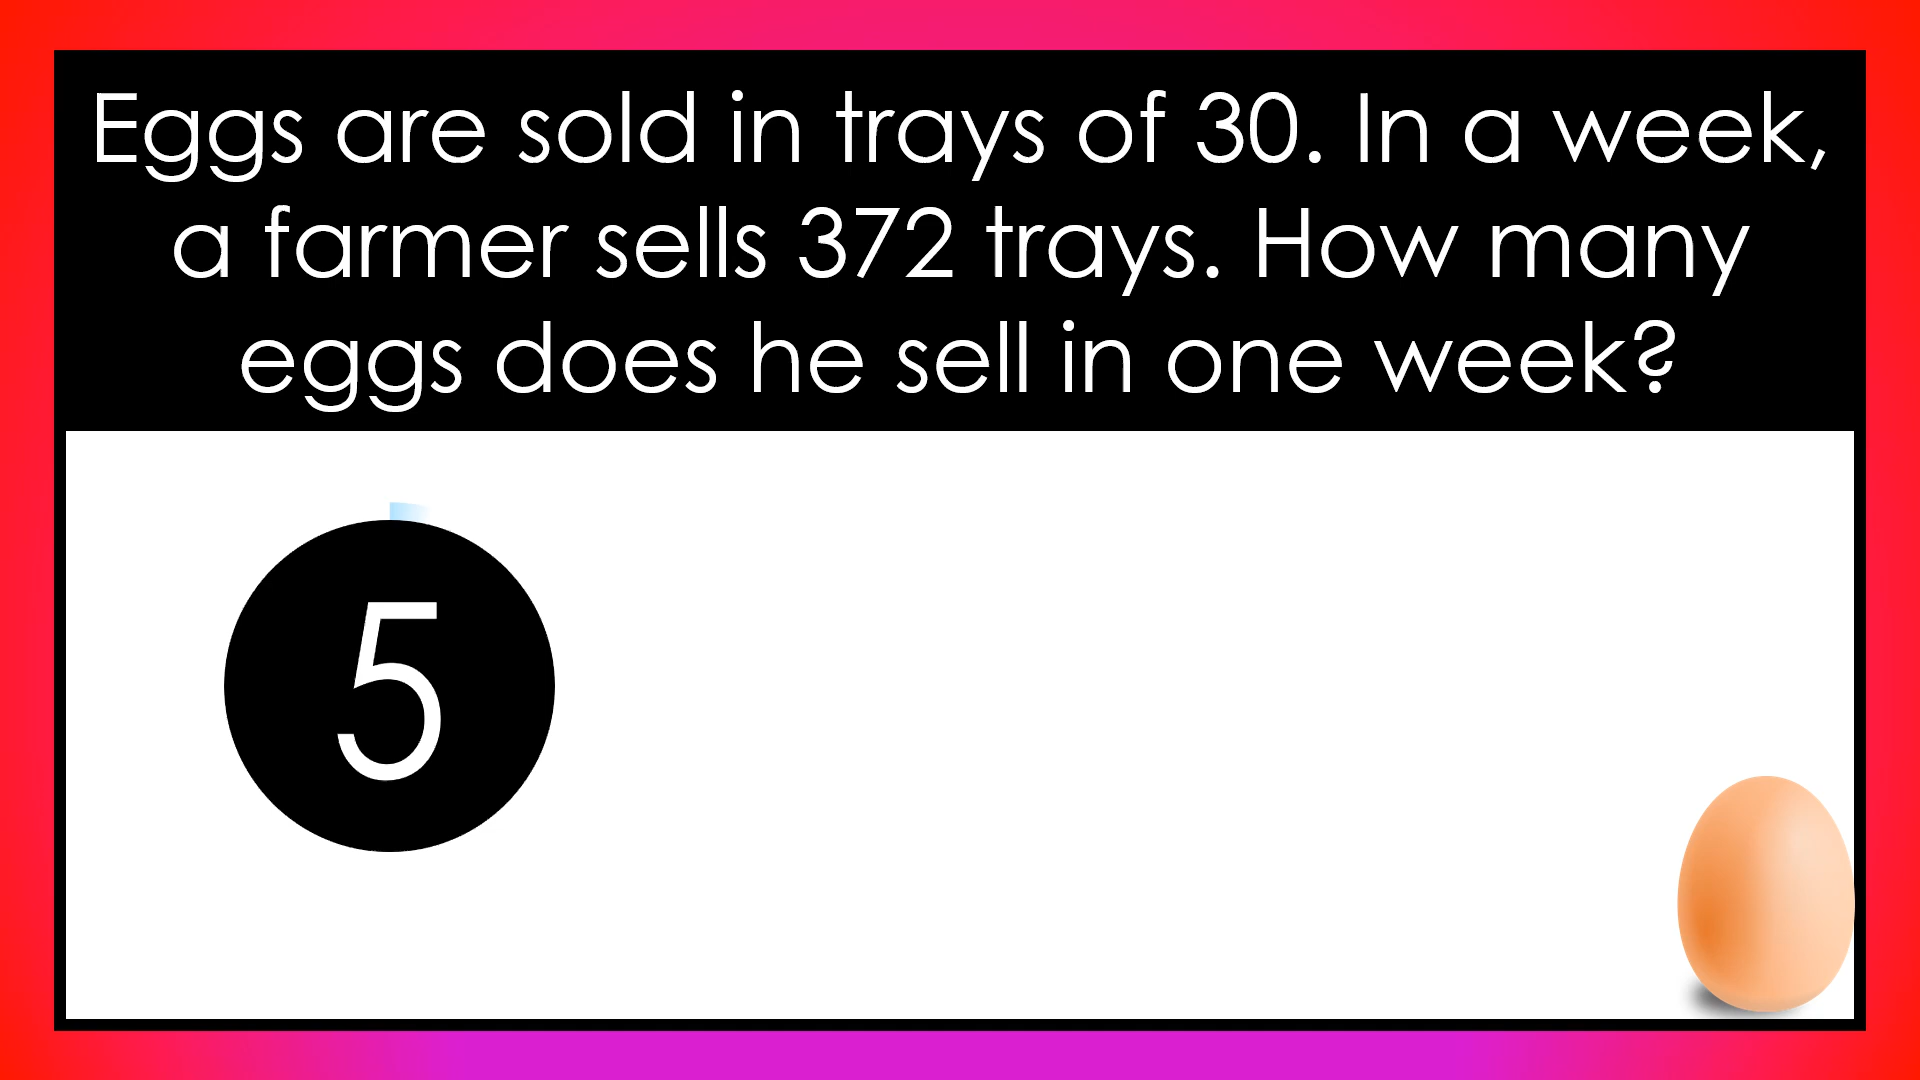 Eggs are sold in trays of 30. In a week,
a farmer sells 372 trays. How many
eggs does he sell in one week?
5